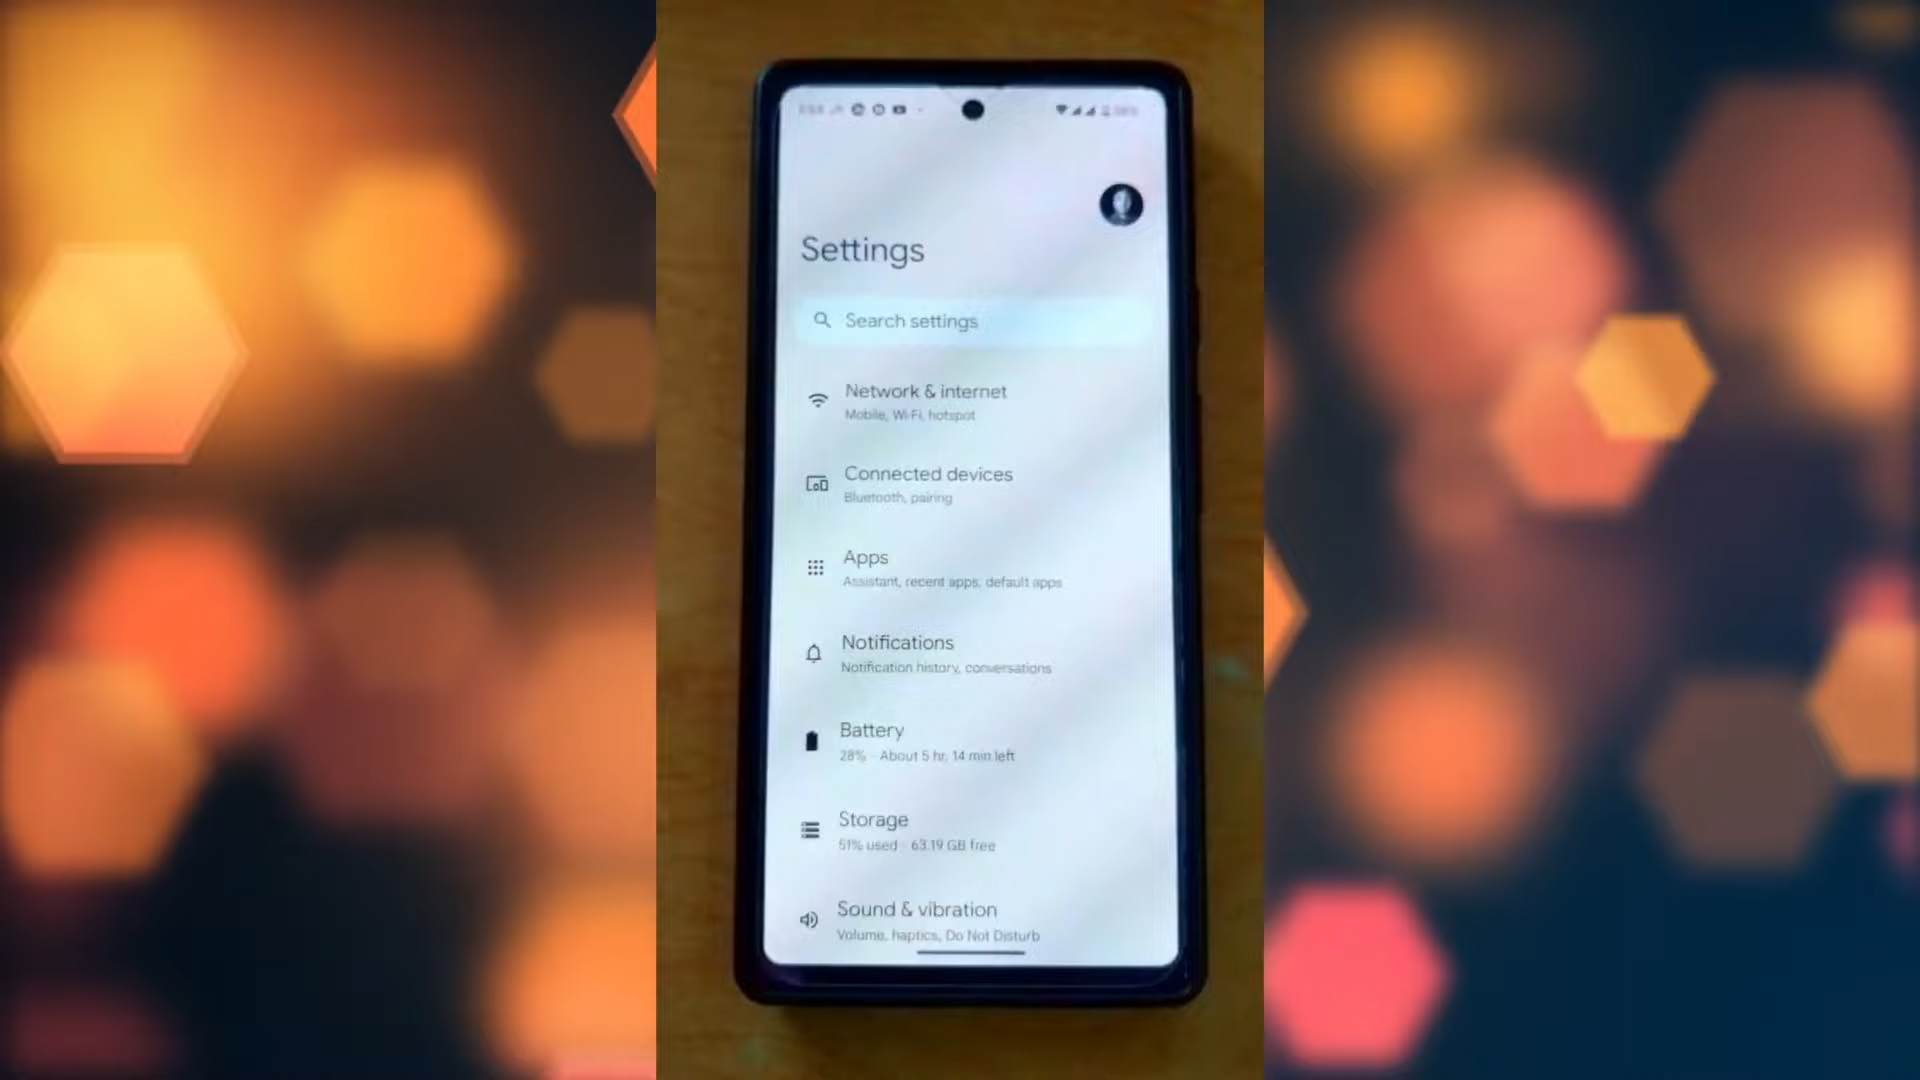 Settings
Search settings
Network & internet
Mobile, Wi-Fi, hotspot
Connected devices
Bluetooth, pairing
Apps
Assistant, recent apps, default apps
Notifications
Notification history, conversations
Battery
28% · About 5 hr, 14 min left
Storage
51% used · 63.19 GB free
Sound & vibration
Volume, haptics, Do Not Disturb